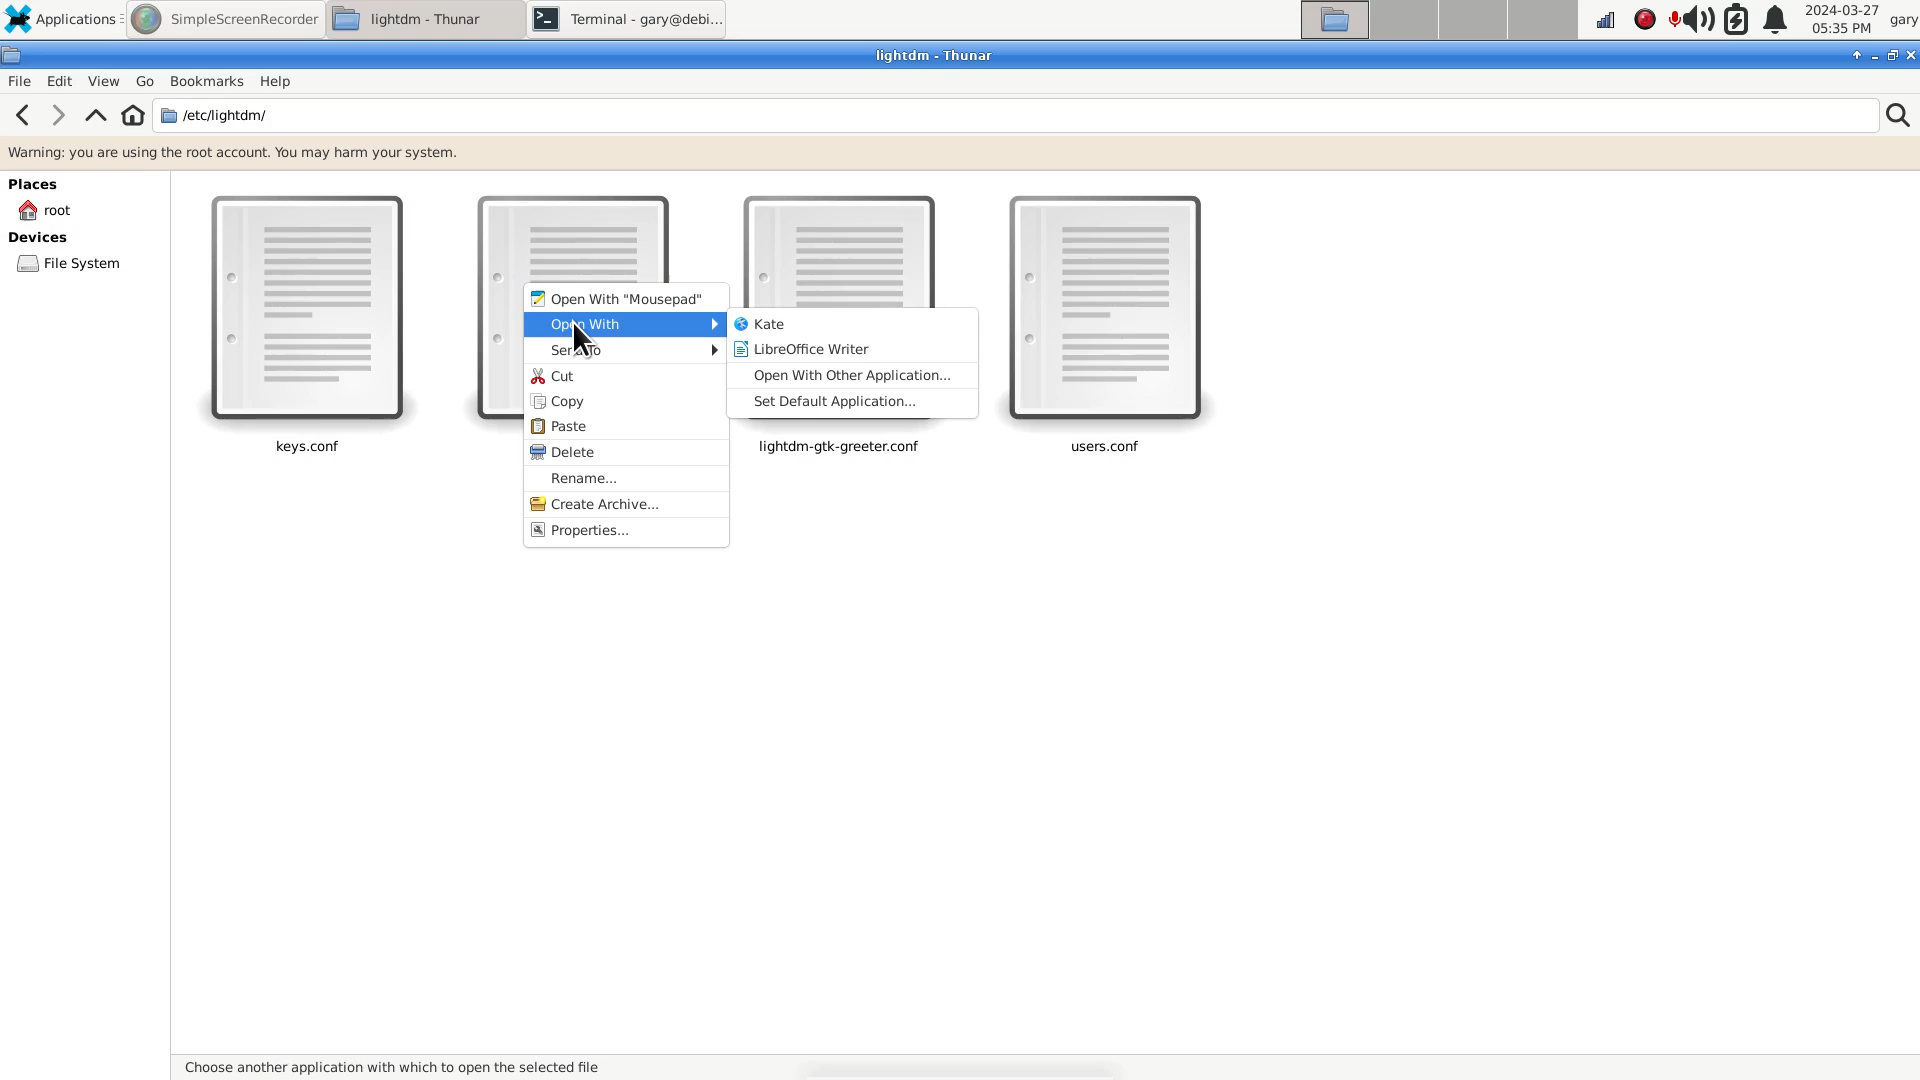 Applications
SimpleScreenRecorder
lightdm - Thunar
Terminal - gary@debi...
2024-03-27
05:35 PM
gary
lightdm - Thunar
File Edit View Go Bookmarks Help
/etc/lightdm/
Warning: you are using the root account. You may harm your system.
Places
root
Devices
File System
Open With "Mousepad"
Open With
Cut
Copy
Paste
Delete
Rename...
Create Archive...
Properties...
Kate
LibreOffice Writer
Open With Other Application...
Set Default Application...
keys.conf
lightdm-gtk-greeter.conf
users.conf
Choose another application with which to open the selected file